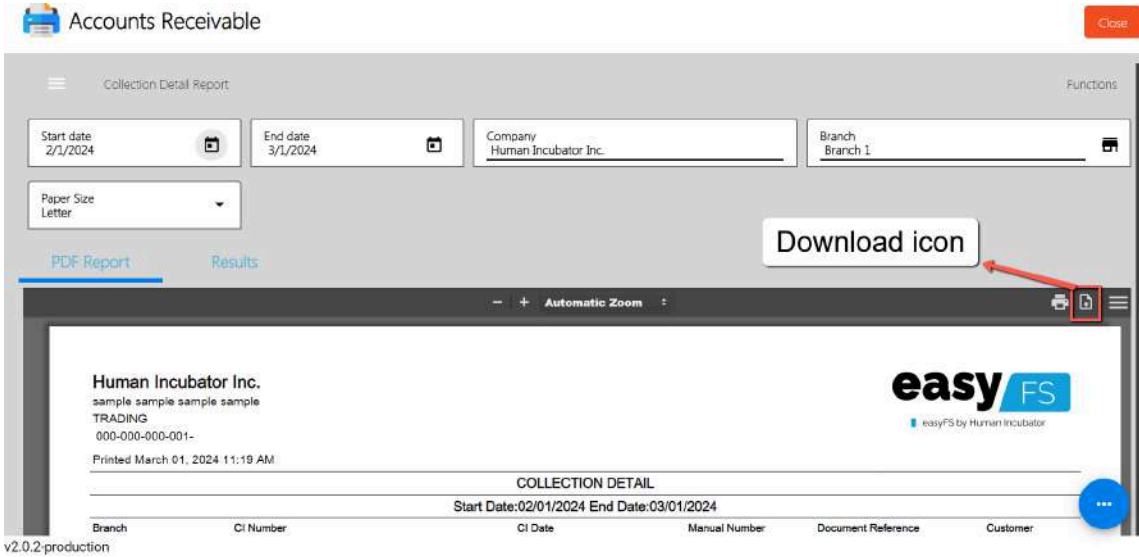 Accounts Receivable
Close
Collection Detail Report
Functions
Start date
2/1/2024
End date
3/1/2024
Company
Human Incubator Inc.
Branch
Branch 1
Paper Size
Letter
Download icon
PDF Report
Results
− + Automatic Zoom
Human Incubator Inc.
sample sample sample sample
TRADING
000-000-000-001-
Printed March 01, 2024 11:19 AM
easy FS
easyFS by Human Incubator
COLLECTION DETAIL
Start Date:02/01/2024 End Date:03/01/2024
Branch CI Number CI Date Manual Number Document Reference Customer
v2.0.2-production